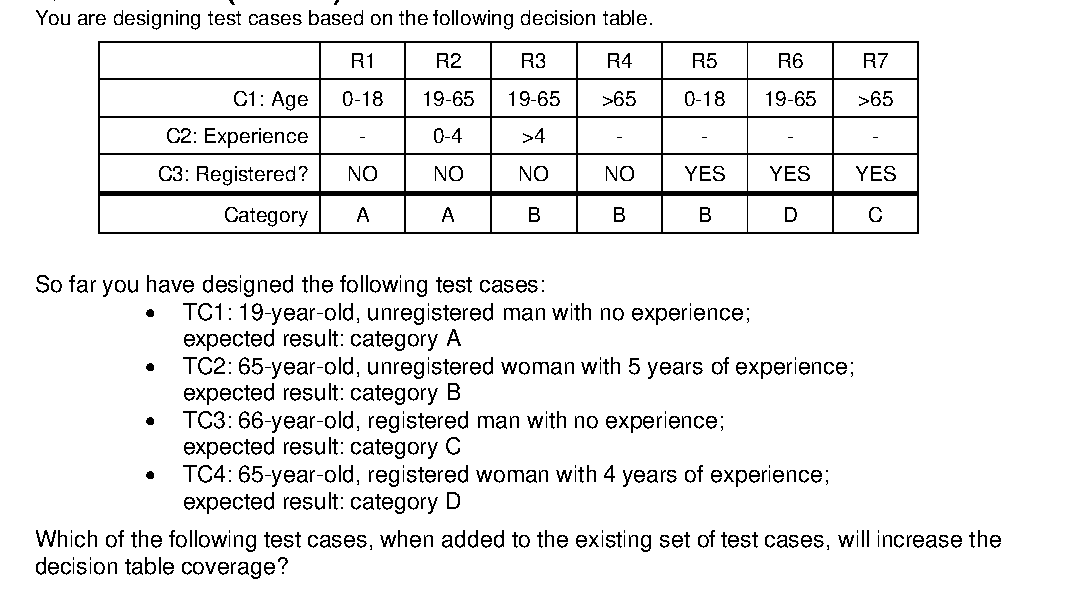 You are designing test cases based on the following decision table.
R1 R2 R3 R4 R5 R6 R7
C1: Age 0-18 19-65 19-65 >65 0-18 19-65 >65
C2: Experience - 0-4 >4 - - - -
C3: Registered? NO NO NO NO YES YES YES
Category A A B B B D C
So far you have designed the following test cases:
• TC1: 19-year-old, unregistered man with no experience;
expected result: category A
• TC2: 65-year-old, unregistered woman with 5 years of experience;
expected result: category B
• TC3: 66-year-old, registered man with no experience;
expected result: category C
• TC4: 65-year-old, registered woman with 4 years of experience;
expected result: category D
Which of the following test cases, when added to the existing set of test cases, will increase the
decision table coverage?